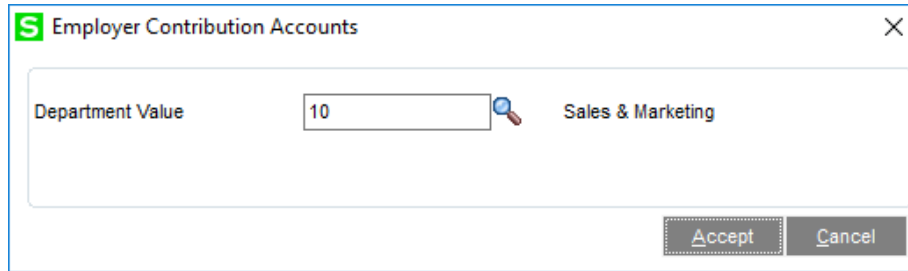 S Employer Contribution Accounts
Department Value 10 Sales & Marketing
Accept Cancel